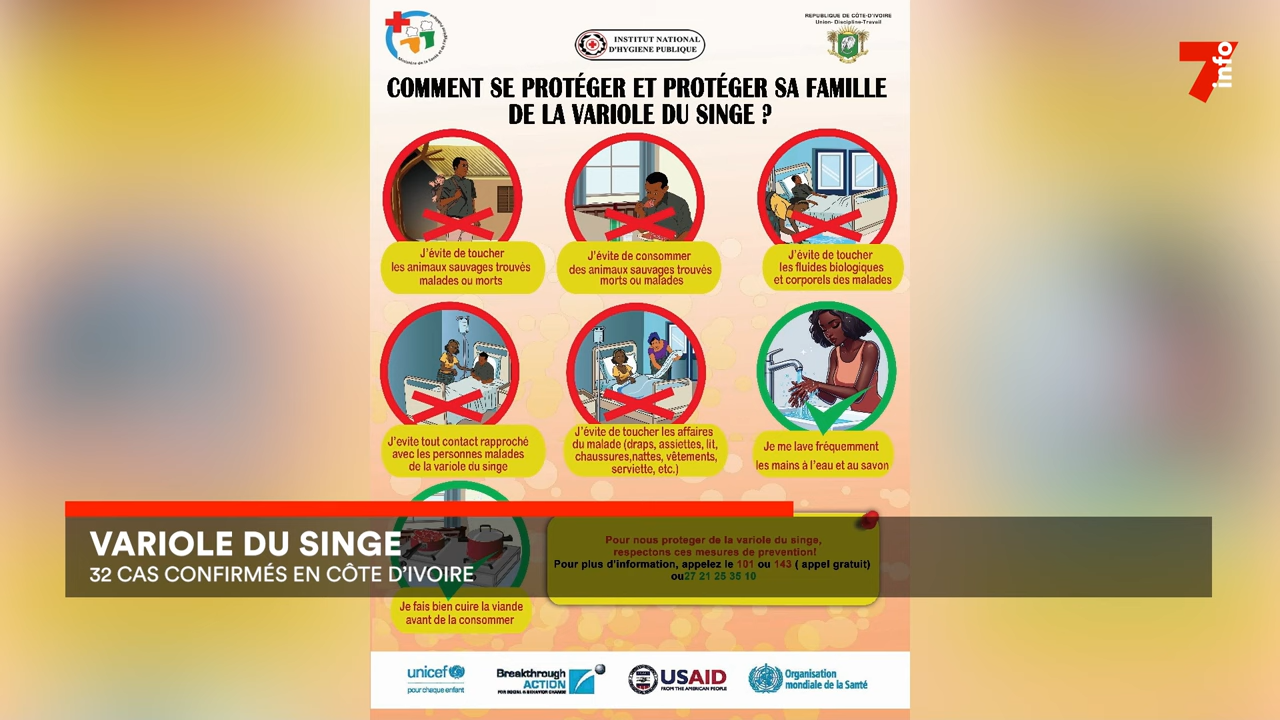 REPUBLIQUE DE CÔTE-D'IVOIRE
Union- Discipline-Travail
INSTITUT NATIONAL
D'HYGIENE PUBLIQUE
7info
COMMENT SE PROTÉGER ET PROTÉGER SA FAMILLE
DE LA VARIOLE DU SINGE ?
J'évite de toucher
les animaux sauvages trouvés
malades ou morts
J'évite de consommer
des animaux sauvages trouvés
morts ou malades
J'évite de toucher
les fluides biologiques
et corporels des malades
J'evite tout contact rapproché
avec les personnes malades
de la variole du singe
J'évite de toucher les affaires
du malade (draps, assiettes, lit,
chaussures,nattes, vêtements,
serviette, etc.)
Je me lave fréquemment
les mains à l'eau et au savon
VARIOLE DU SINGE
32 CAS CONFIRMÉS EN CÔTE D'IVOIRE
Pour nous proteger de la variole du singe,
respectons ces mesures de prevention!
Pour plus d'information, appelez le 101 ou 143 ( appel gratuit)
ou27 21 25 35 10
Je fais bien cuire la viande
avant de la consommer
unicef
pour chaque enfant
Breakthrough
ACTION
FOR SOCIAL & BEHAVIOR CHANGE
USAID
FROM THE AMERICAN PEOPLE
Organisation
mondiale de la Santé